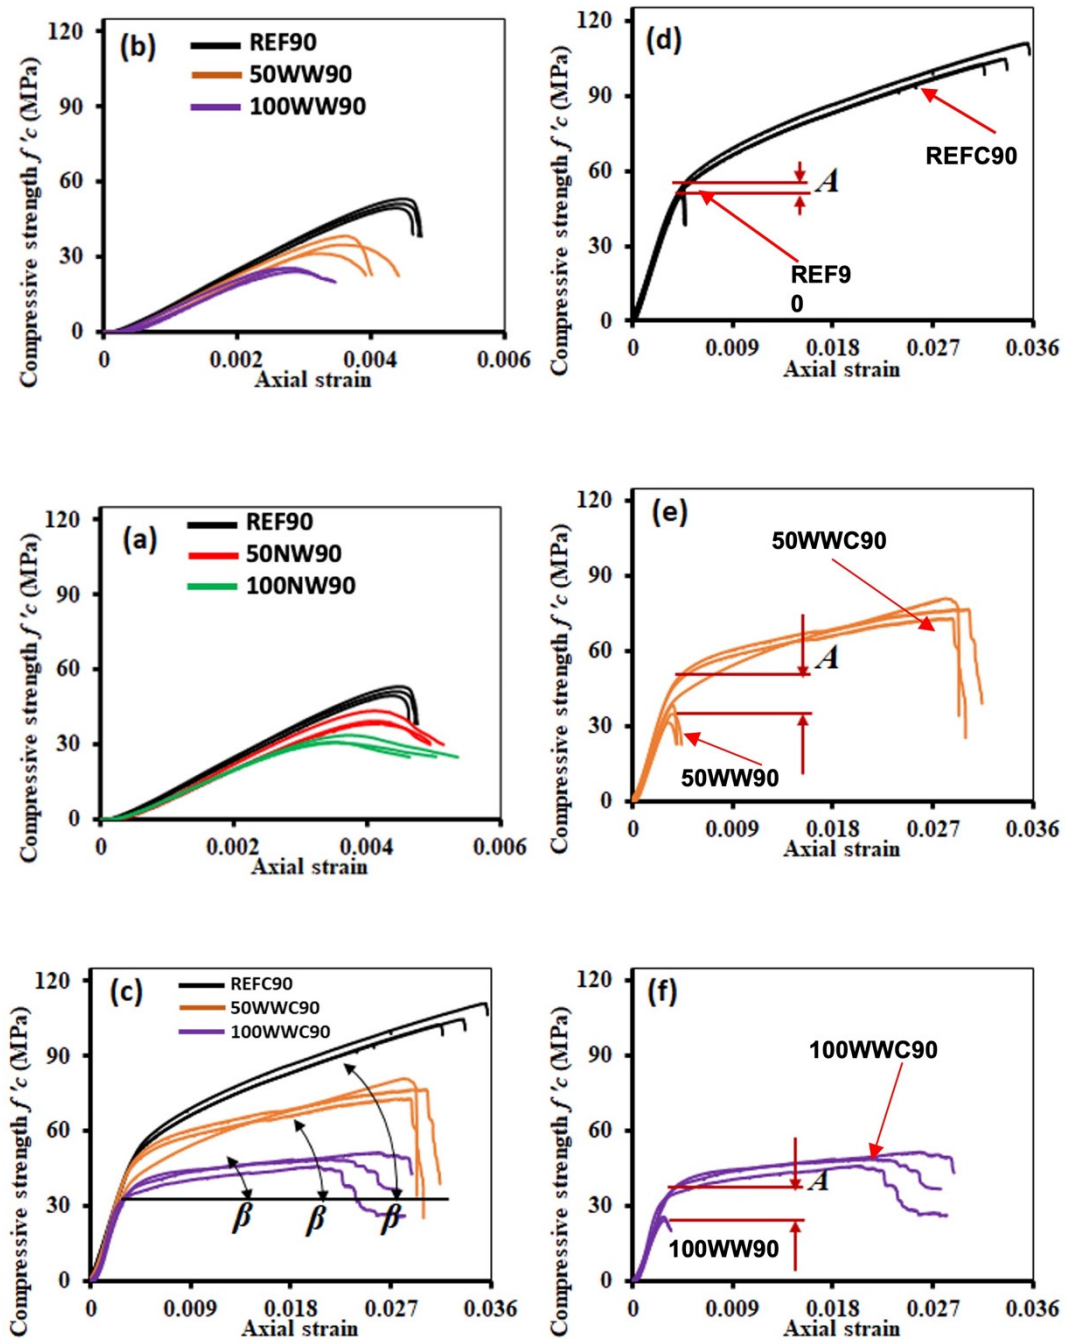 (b)
REF90
50WW90
100WW90
120
90
60
30
0
0
0.002
0.004
0.006
Compressive strength f'c (MPa)
Axial strain
(d)
120
90
60
30
0
0
0.009
0.018
0.027
0.036
Compressive strength f'c (MPa)
Axial strain
REFC90
A
REF9
0
(a)
REF90
50NW90
100NW90
120
90
60
30
0
0
0.002
0.004
0.006
Compressive strength f'c (MPa)
Axial strain
(e)
50WWC90
A
50WW90
120
90
60
30
0
0
0.009
0.018
0.027
0.036
Compressive strength f'c (MPa)
Axial strain
(c)
REFC90
50WWC90
100WWC90
β
β
β
120
90
60
30
0
0
0.009
0.018
0.027
0.036
Compressive strength f'c (MPa)
Axial strain
(f)
100WWC90
A
100WW90
120
90
60
30
0
0
0.009
0.018
0.027
0.036
Compressive strength f'c (MPa)
Axial strain